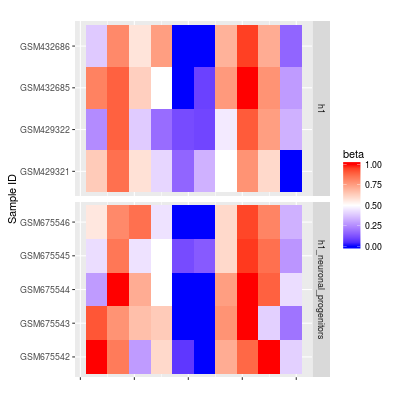 GSM432686
GSM432685
GSM429322
GSM429321
h1
GSM675546
GSM675545
GSM675544
GSM675543
GSM675542
h1_neuronal_progenitors
Sample ID
beta
1.00
0.75
0.50
0.25
0.00